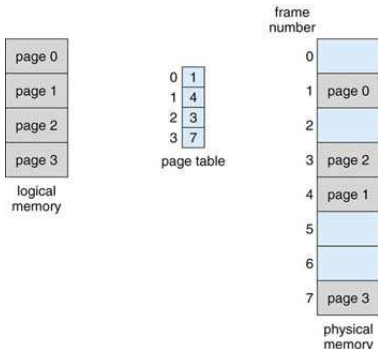 page 0
page 1
page 2
page 3
logical
memory
0 1
1 4
2 3
3 7
page table
frame
number
0
1 page 0
2
3 page 2
4 page 1
5
6
7 page 3
physical
memory